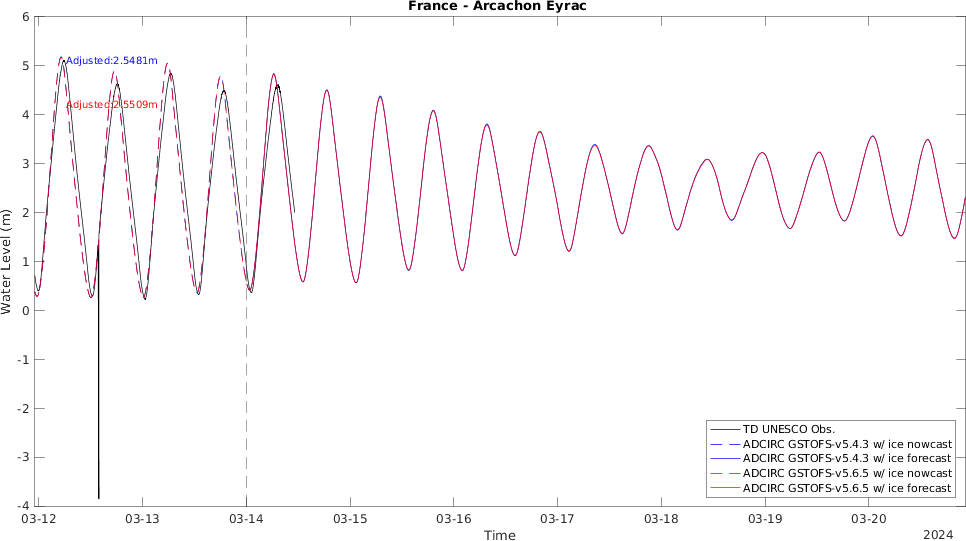 France - Arcachon Eyrac
6
5
4
3
2
1
0
-1
-2
-3
-4
Water Level (m)
Adjusted:2.5481m
Adjusted:2.5509m
TD UNESCO Obs.
ADCIRC GSTOFS-v5.4.3 w/ ice nowcast
ADCIRC GSTOFS-v5.4.3 w/ ice forecast
ADCIRC GSTOFS-v5.6.5 w/ ice nowcast
ADCIRC GSTOFS-v5.6.5 w/ ice forecast
03-12 03-13 03-14 03-15 03-16 03-17 03-18 03-19 03-20
Time
2024